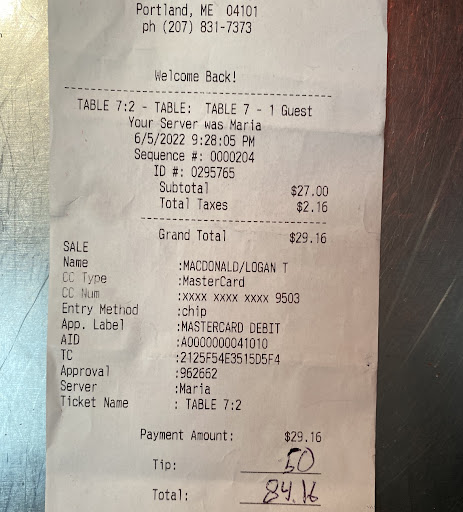 Portland, ME 04101
ph (207) 831-7373
Welcome Back!
TABLE 7:2 - TABLE: TABLE 7 - 1 Guest
Your Server was Maria
6/5/2022 9:28:05 PM
Sequence #: 0000204
ID #: 0295765
Subtotal $27.00
Total Taxes $2.16
Grand Total $29.16
SALE
Name :MACDONALD/LOGAN T
CC Type :MasterCard
CC Num :xxxx xxxx xxxx 9503
Entry Method :chip
App. Label :MASTERCARD DEBIT
AID :A0000000041010
TC :2125F54E3515D5F4
Approval :962662
Server :Maria
Ticket Name : TABLE 7:2
Payment Amount: $29.16
Tip: 50
Total: 84.16